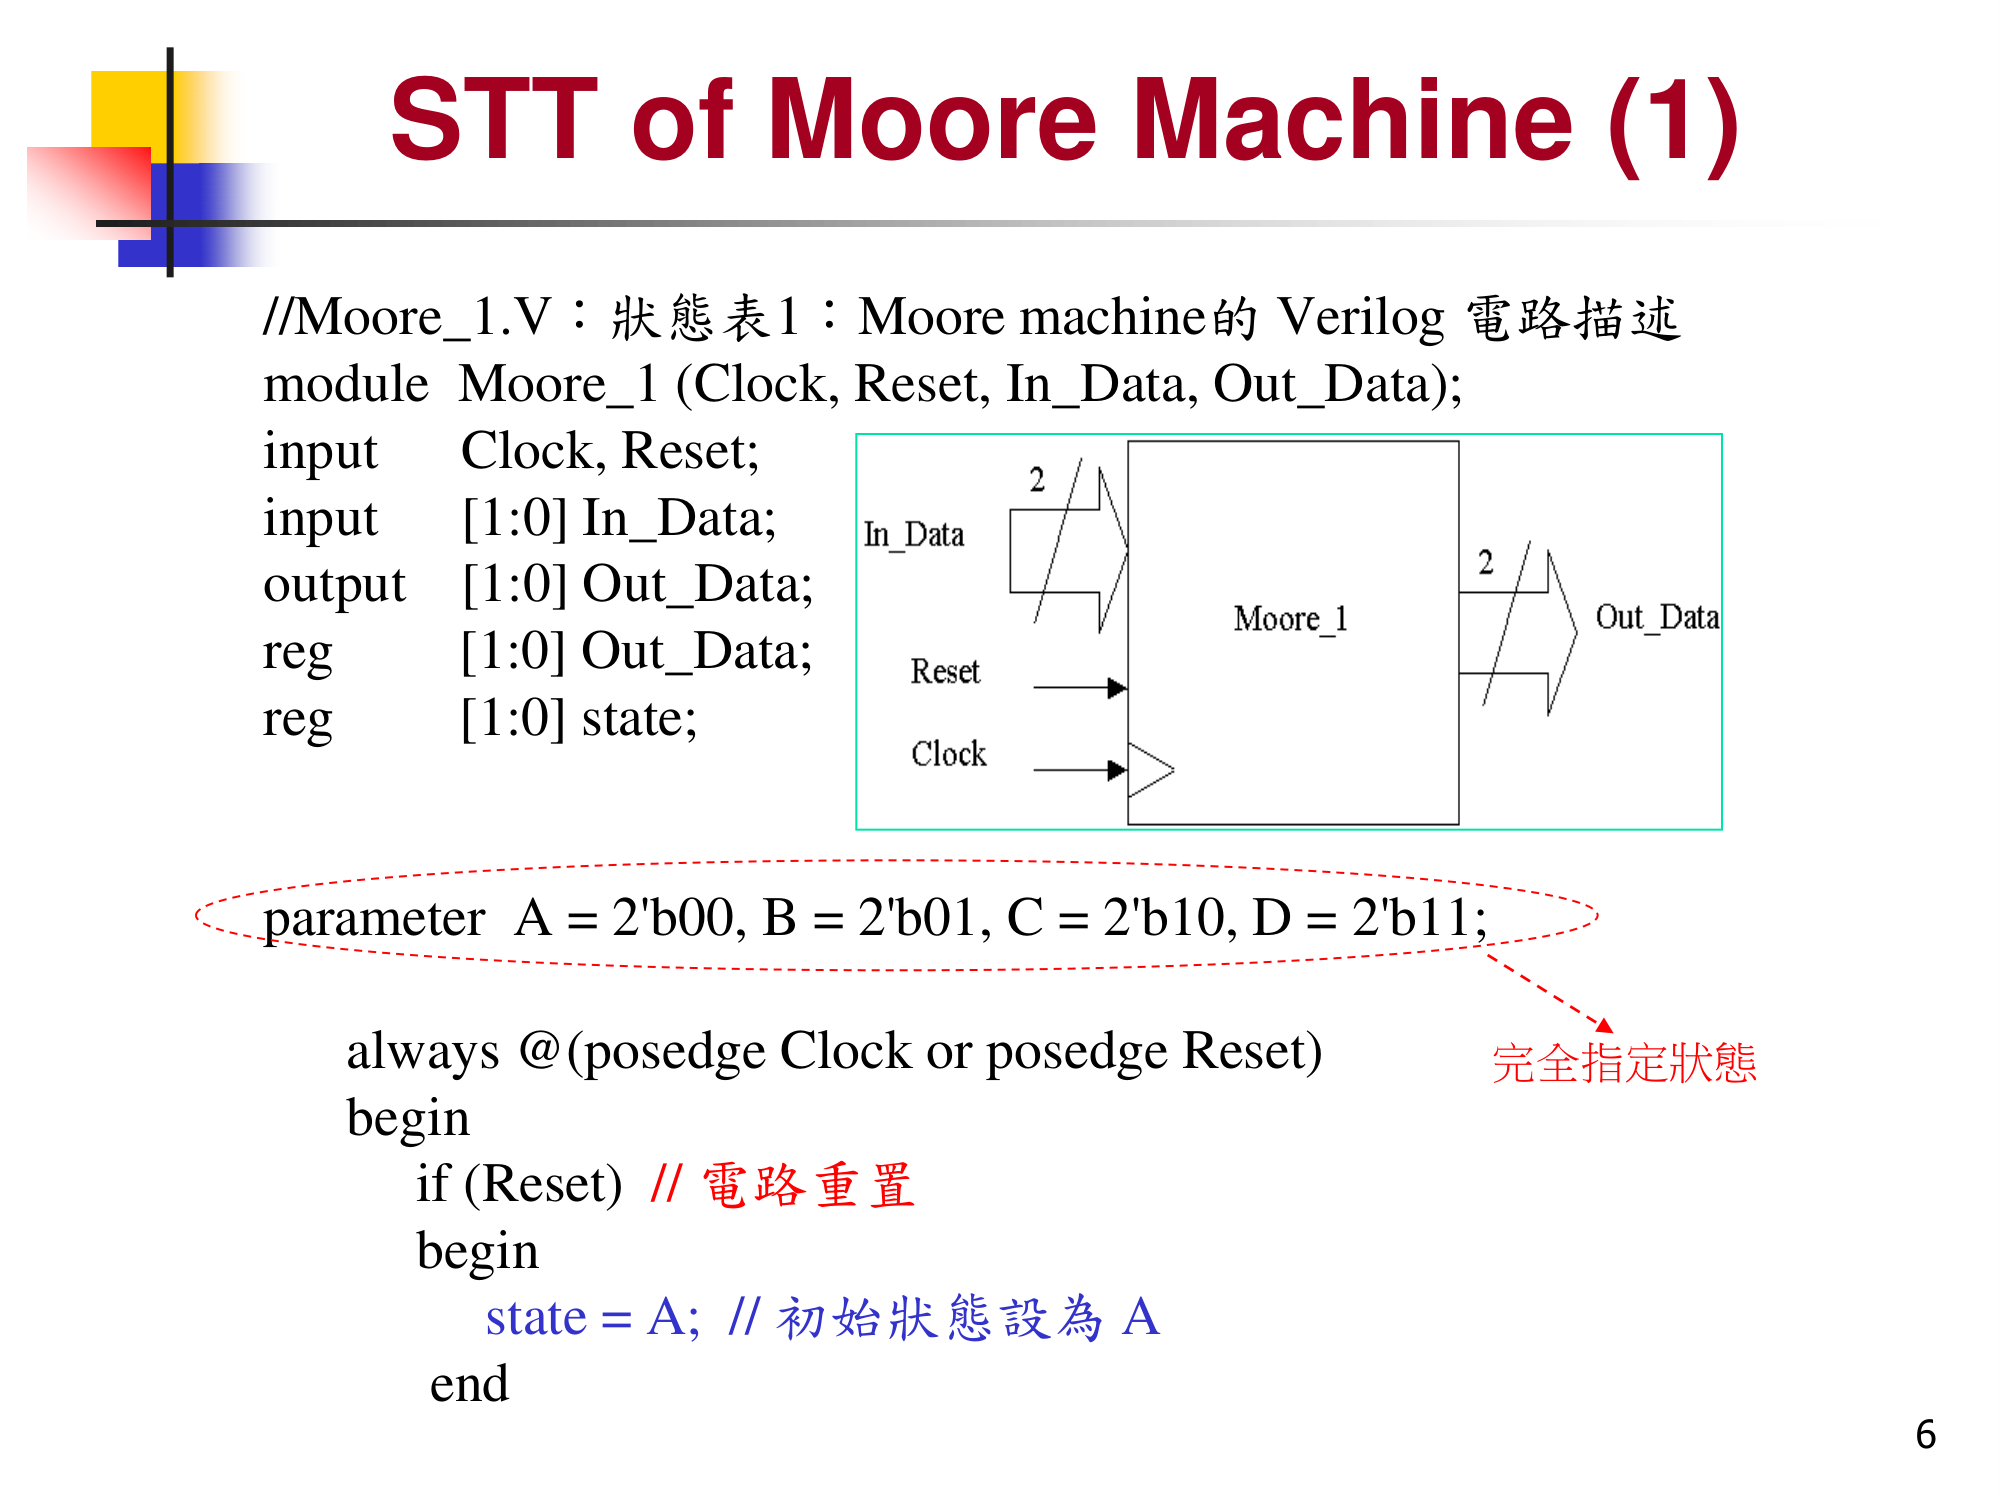 STT of Moore Machine (1)
//Moore_1.V：狀態表1：Moore machine的 Verilog 電路描述
module Moore_1 (Clock, Reset, In_Data, Out_Data);
input Clock, Reset;
input [1:0] In_Data;
output [1:0] Out_Data;
reg [1:0] Out_Data;
reg [1:0] state;
2
In_Data
Reset
Clock
Moore_1
2
Out_Data
parameter A = 2'b00, B = 2'b01, C = 2'b10, D = 2'b11;
完全指定狀態
always @(posedge Clock or posedge Reset)
begin
if (Reset) // 電路重置
begin
state = A; // 初始狀態設為 A
end
6